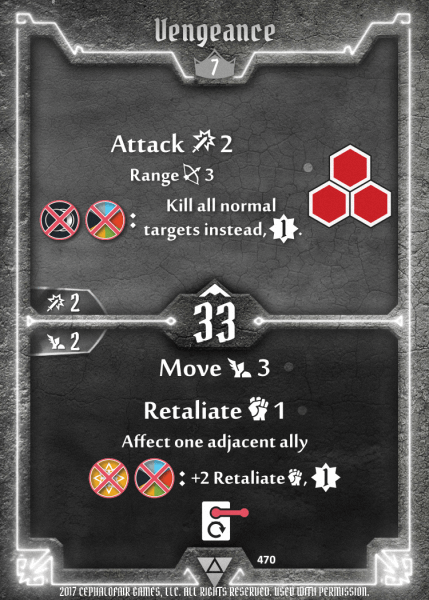 Vengeance
7
Attack 2
Range 3
: Kill all normal
targets instead, 1.
2
33
2
Move 3
Retaliate 1
Affect one adjacent ally
: +2 Retaliate, 1
470
2017 CEPHALOFAIR GAMES, LLC. ALL RIGHTS RESERVED. USED WITH PERMISSION.